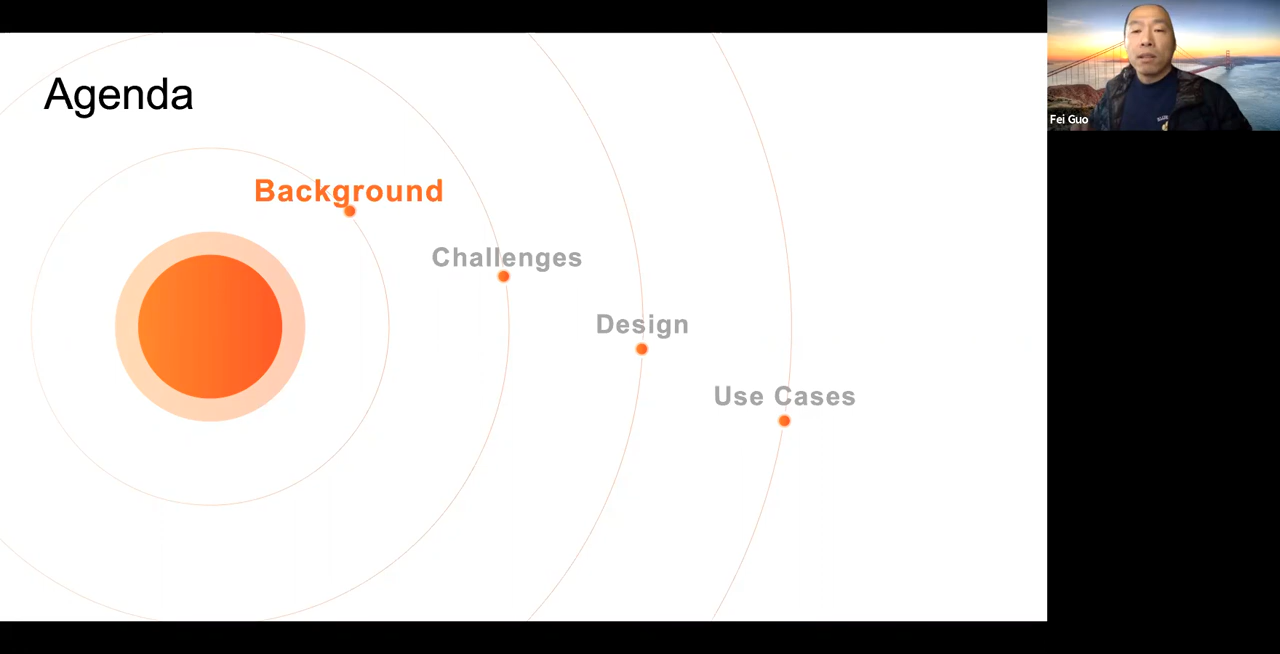 Agenda
Fei Guo
Background
Challenges
Design
Use Cases